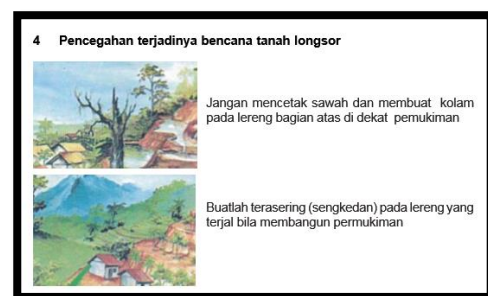 4 Pencegahan terjadinya bencana tanah longsor
Jangan mencetak sawah dan membuat kolam
pada lereng bagian atas di dekat pemukiman
Buatlah terasering (sengkedan) pada lereng yang
terjal bila membangun permukiman